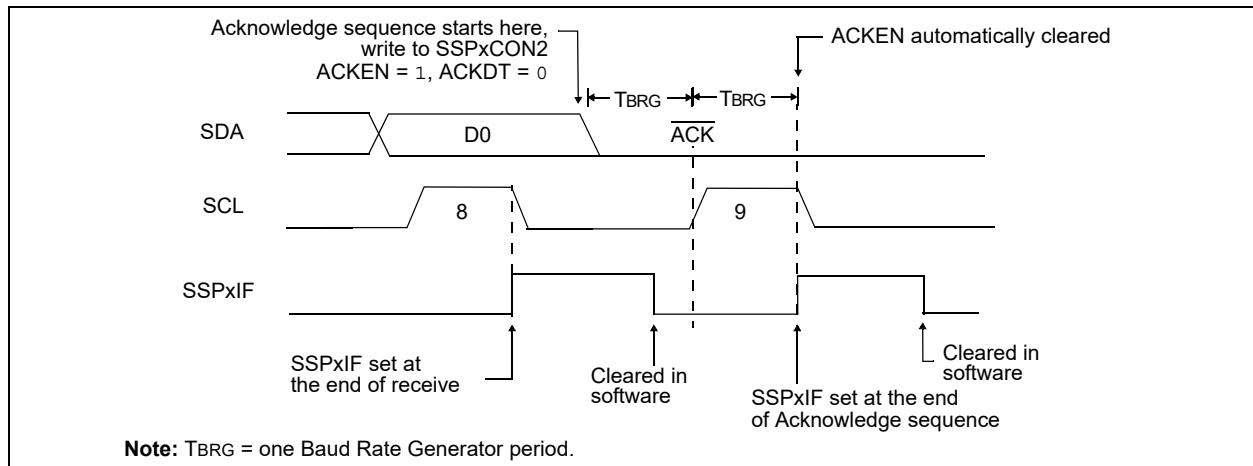 Acknowledge sequence starts here,
write to SSPxCON2
ACKEN = 1, ACKDT = 0
ACKEN automatically cleared
TBRG
TBRG
SDA
D0
ACK
SCL
8
9
SSPxIF
SSPxIF set at
the end of receive
Cleared in
software
SSPxIF set at the end
of Acknowledge sequence
Cleared in
software
Note: TBRG = one Baud Rate Generator period.